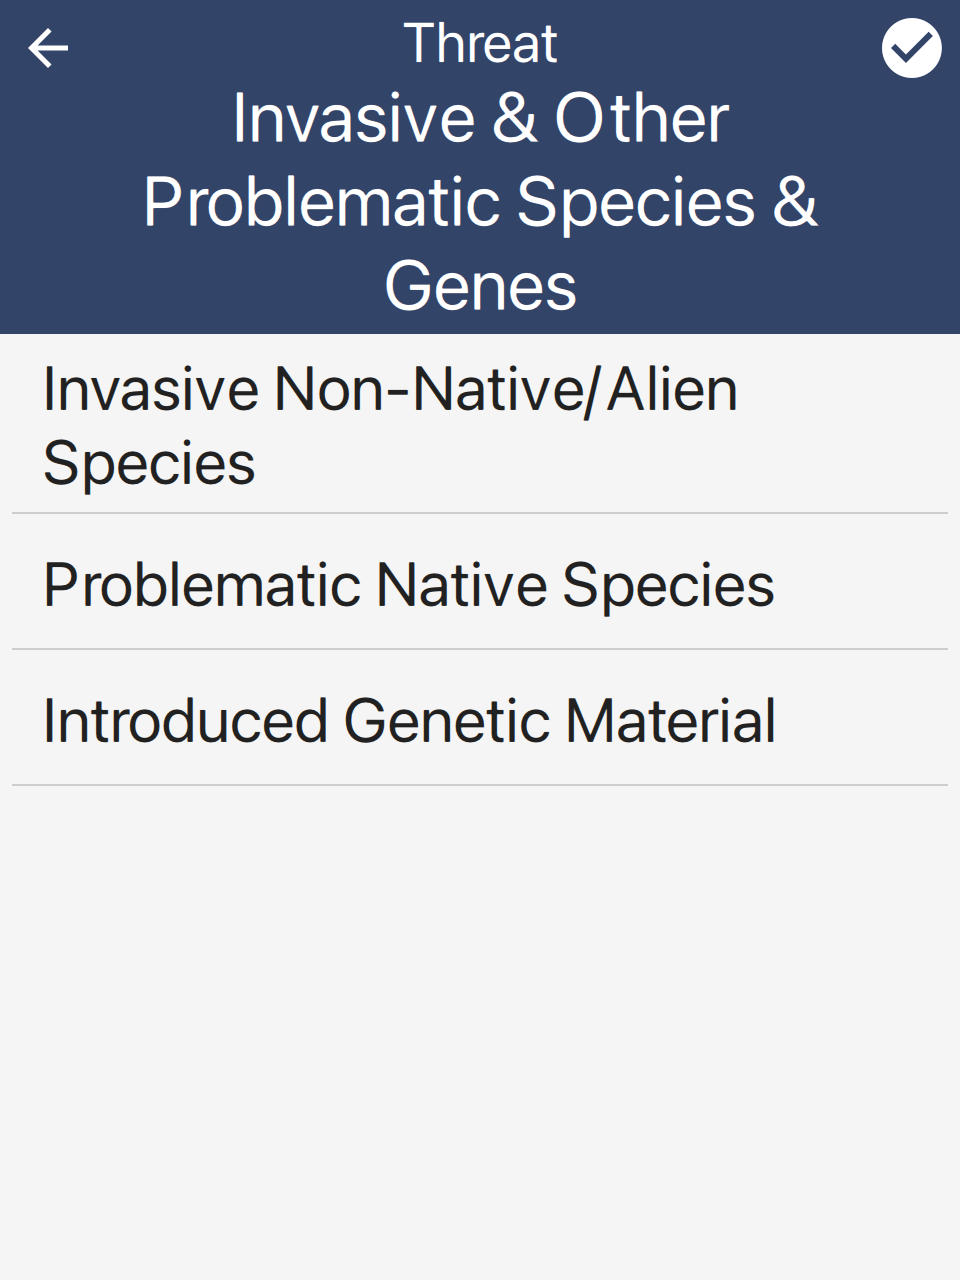 Threat
Invasive & Other
Problematic Species &
Genes
Invasive Non-Native/Alien
Species
Problematic Native Species
Introduced Genetic Material